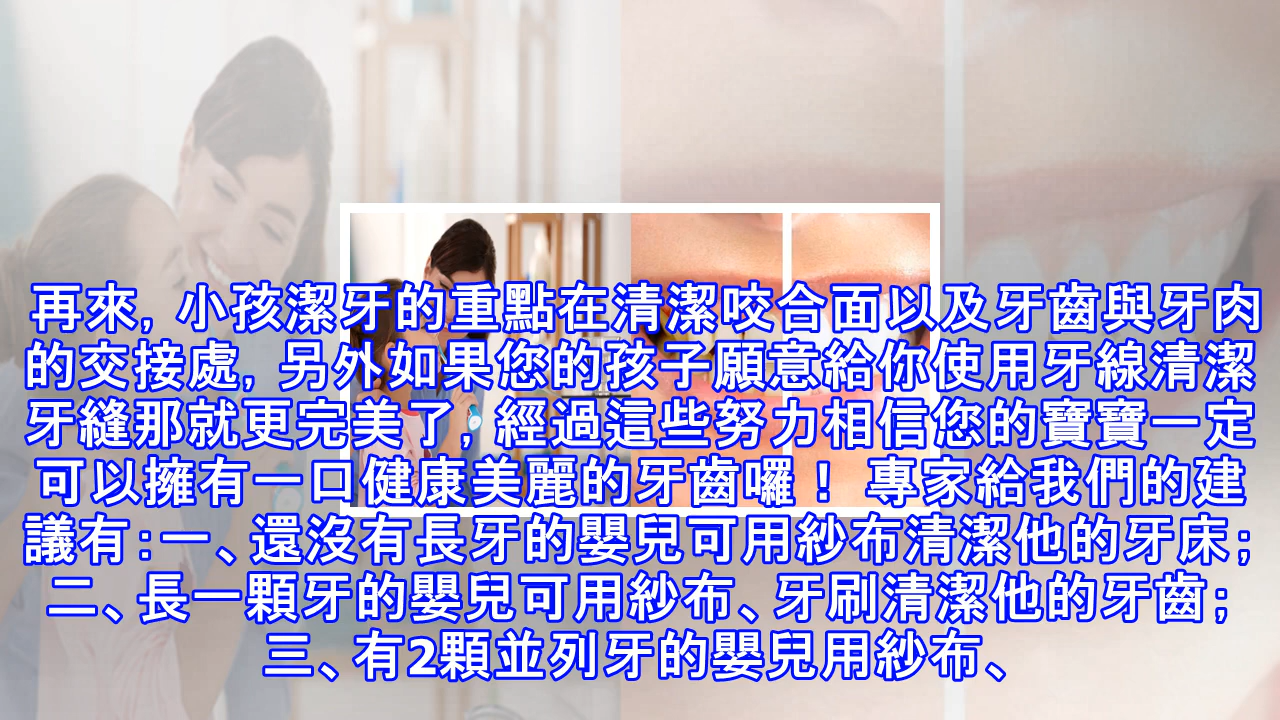 再來, 小孩潔牙的重點在清潔咬合面以及牙齒與牙肉
的交接處, 另外如果您的孩子願意給你使用牙線清潔
牙縫那就更完美了, 經過這些努力相信您的寶寶一定
可以擁有一口健康美麗的牙齒囉！ 專家給我們的建
議有:一、還沒有長牙的嬰兒可用紗布清潔他的牙床;
二、長一顆牙的嬰兒可用紗布、牙刷清潔他的牙齒;
三、有2顆並列牙的嬰兒用紗布、